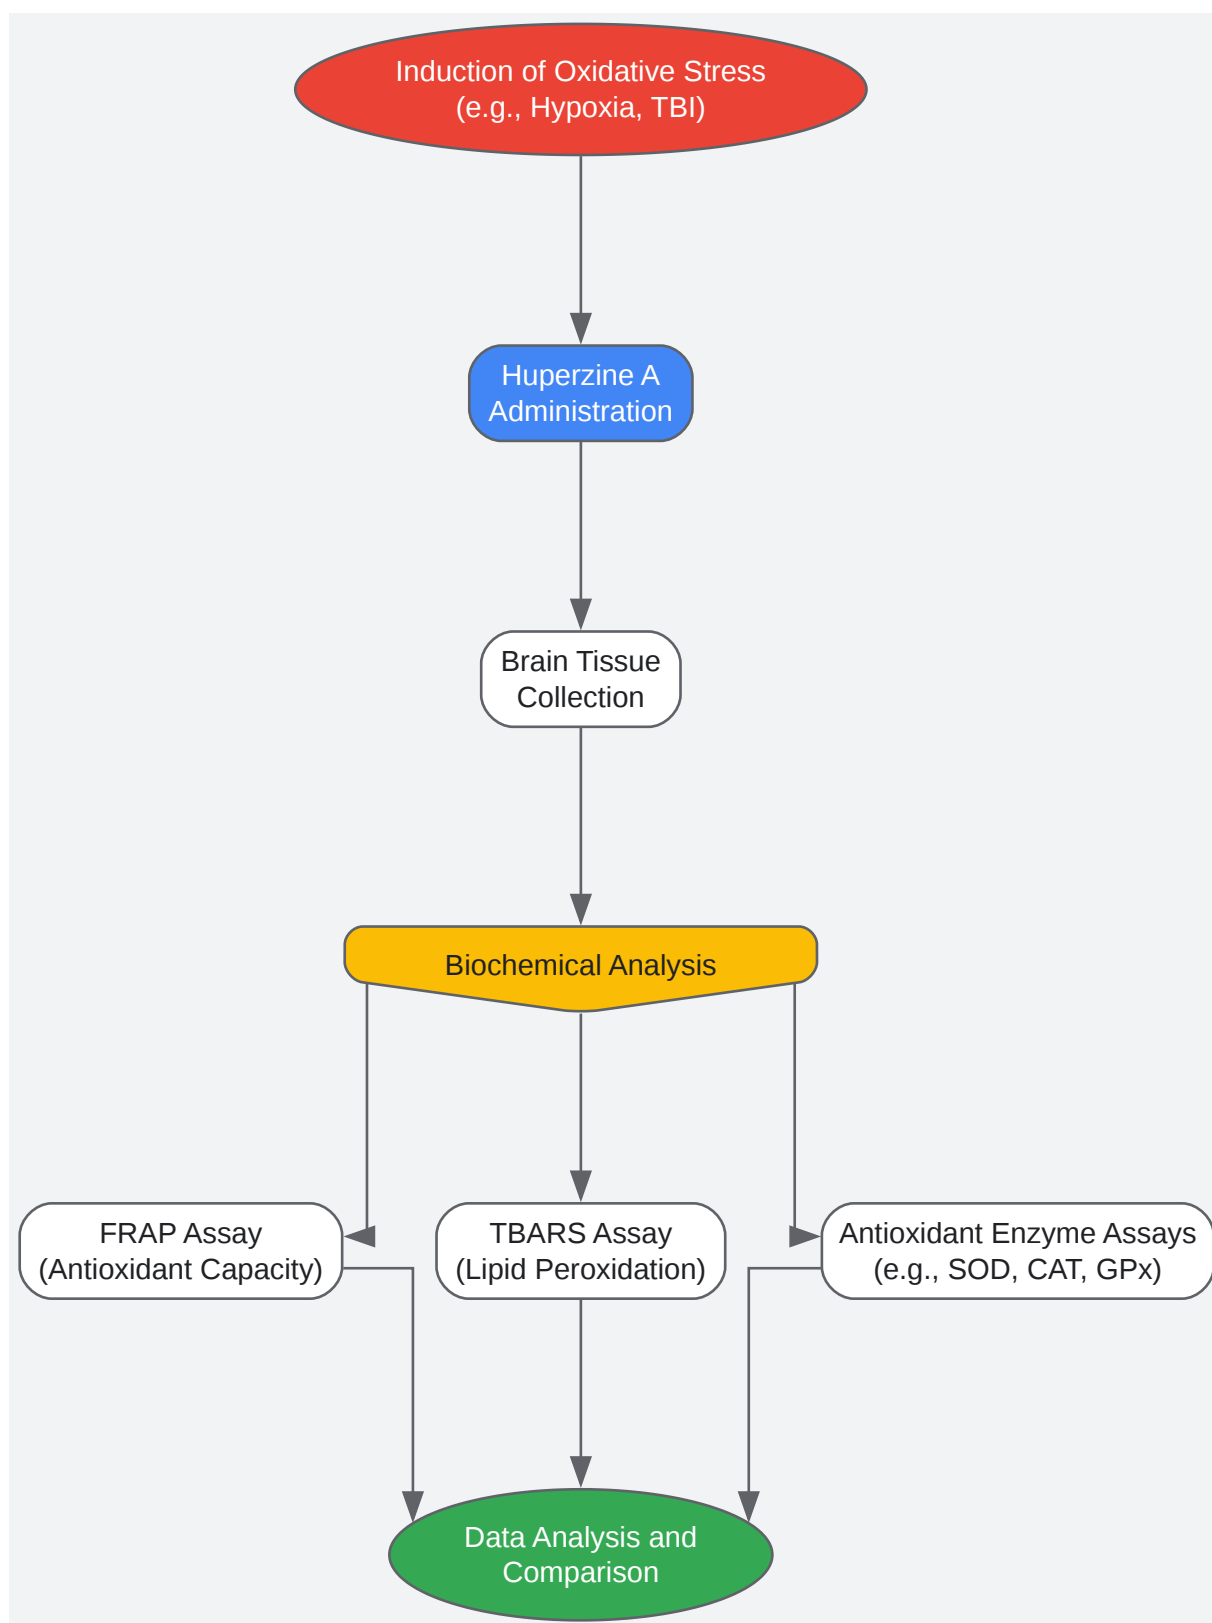 Induction of Oxidative Stress
(e.g., Hypoxia, TBI)
Huperzine A
Administration
Brain Tissue
Collection
Biochemical Analysis
FRAP Assay
(Antioxidant Capacity)
TBARS Assay
(Lipid Peroxidation)
Antioxidant Enzyme Assays
(e.g., SOD, CAT, GPx)
Data Analysis and
Comparison